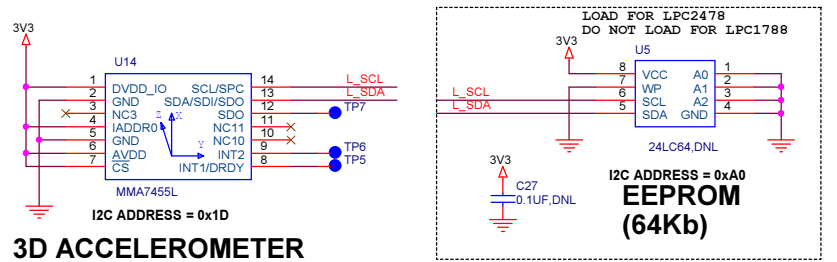 3V3
U14
1 DVDD_IO SCL/SPC 14 L_SCL
2 GND SDA/SDI/SDO 13 L_SDA
3 NC3 SDO 12 TP7
4 IADDR0 NC11 11
5 GND NC10 10
6 AVDD INT2 9 TP6
7 CS INT1/DRDY 8 TP5
Z X Y
MMA7455L
I2C ADDRESS = 0x1D
3D ACCELEROMETER
LOAD FOR LPC2478
DO NOT LOAD FOR LPC1788
3V3
U5
8 VCC A0 1
7 WP A1 2
L_SCL 6 SCL A2 3
L_SDA 5 SDA GND 4
24LC64,DNL
3V3
C27
0.1UF,DNL
I2C ADDRESS = 0xA0
EEPROM
(64Kb)